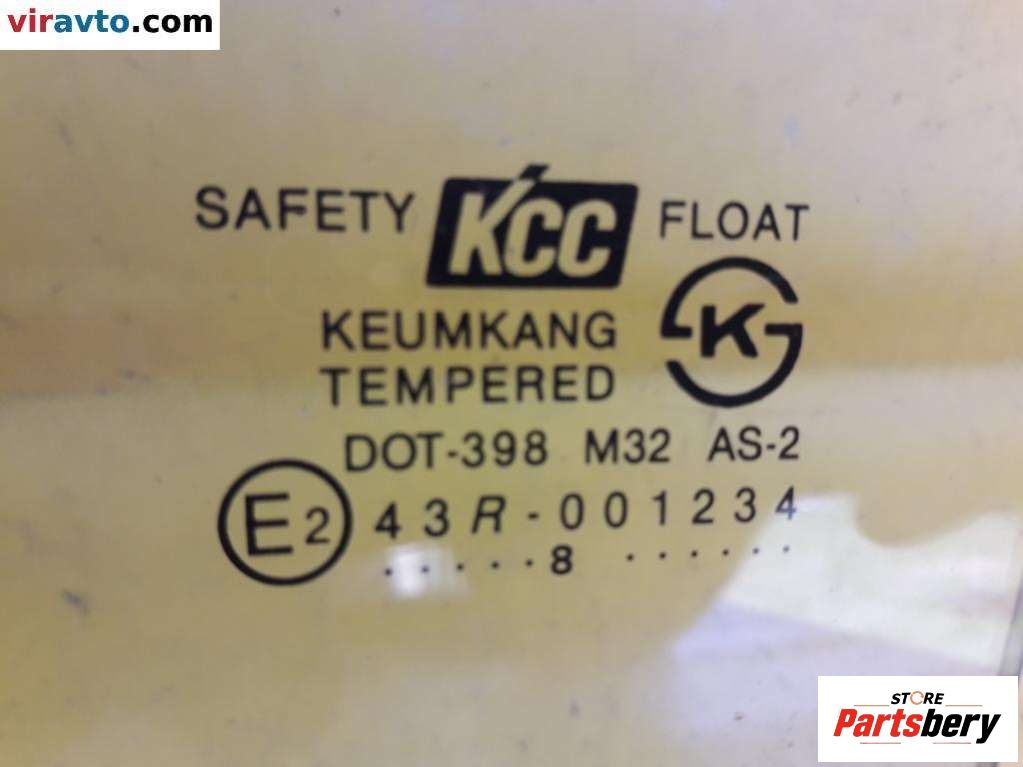 viravto.com
SAFETY KCC FLOAT
KEUMKANG
TEMPERED
K
DOT-398 M32 AS-2
E2 43R-001234
.....8 ......
STORE
Partsbery